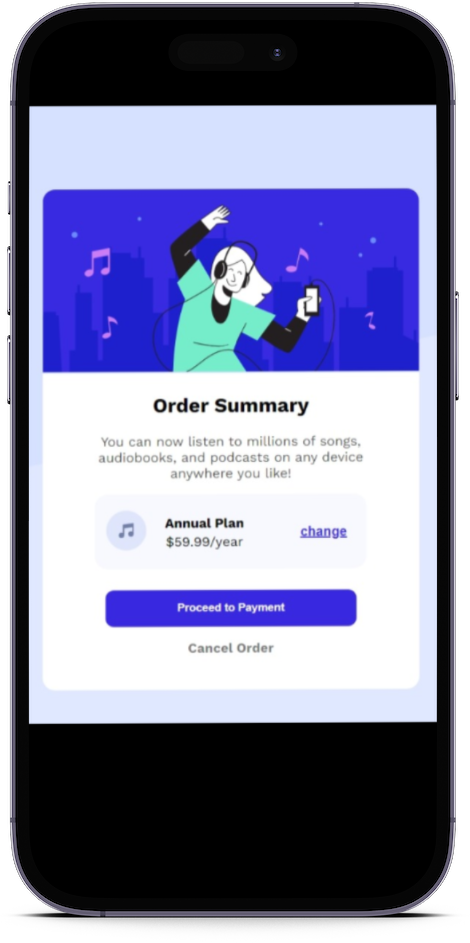 Order Summary
You can now listen to millions of songs,
audiobooks, and podcasts on any device
anywhere you like!
Annual Plan
$59.99/year
change
Proceed to Payment
Cancel Order